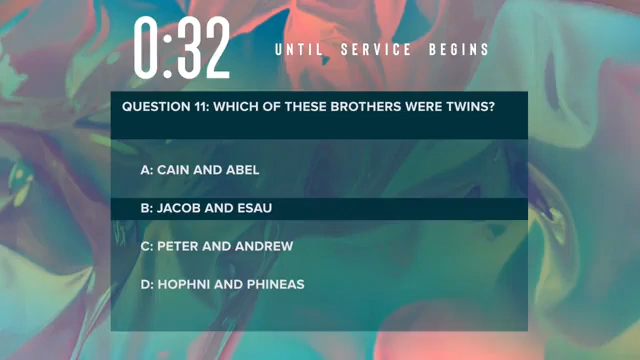 0:32 UNTIL SERVICE BEGINS
QUESTION 11: WHICH OF THESE BROTHERS WERE TWINS?
A: CAIN AND ABEL
B: JACOB AND ESAU
C: PETER AND ANDREW
D: HOPHNI AND PHINEAS